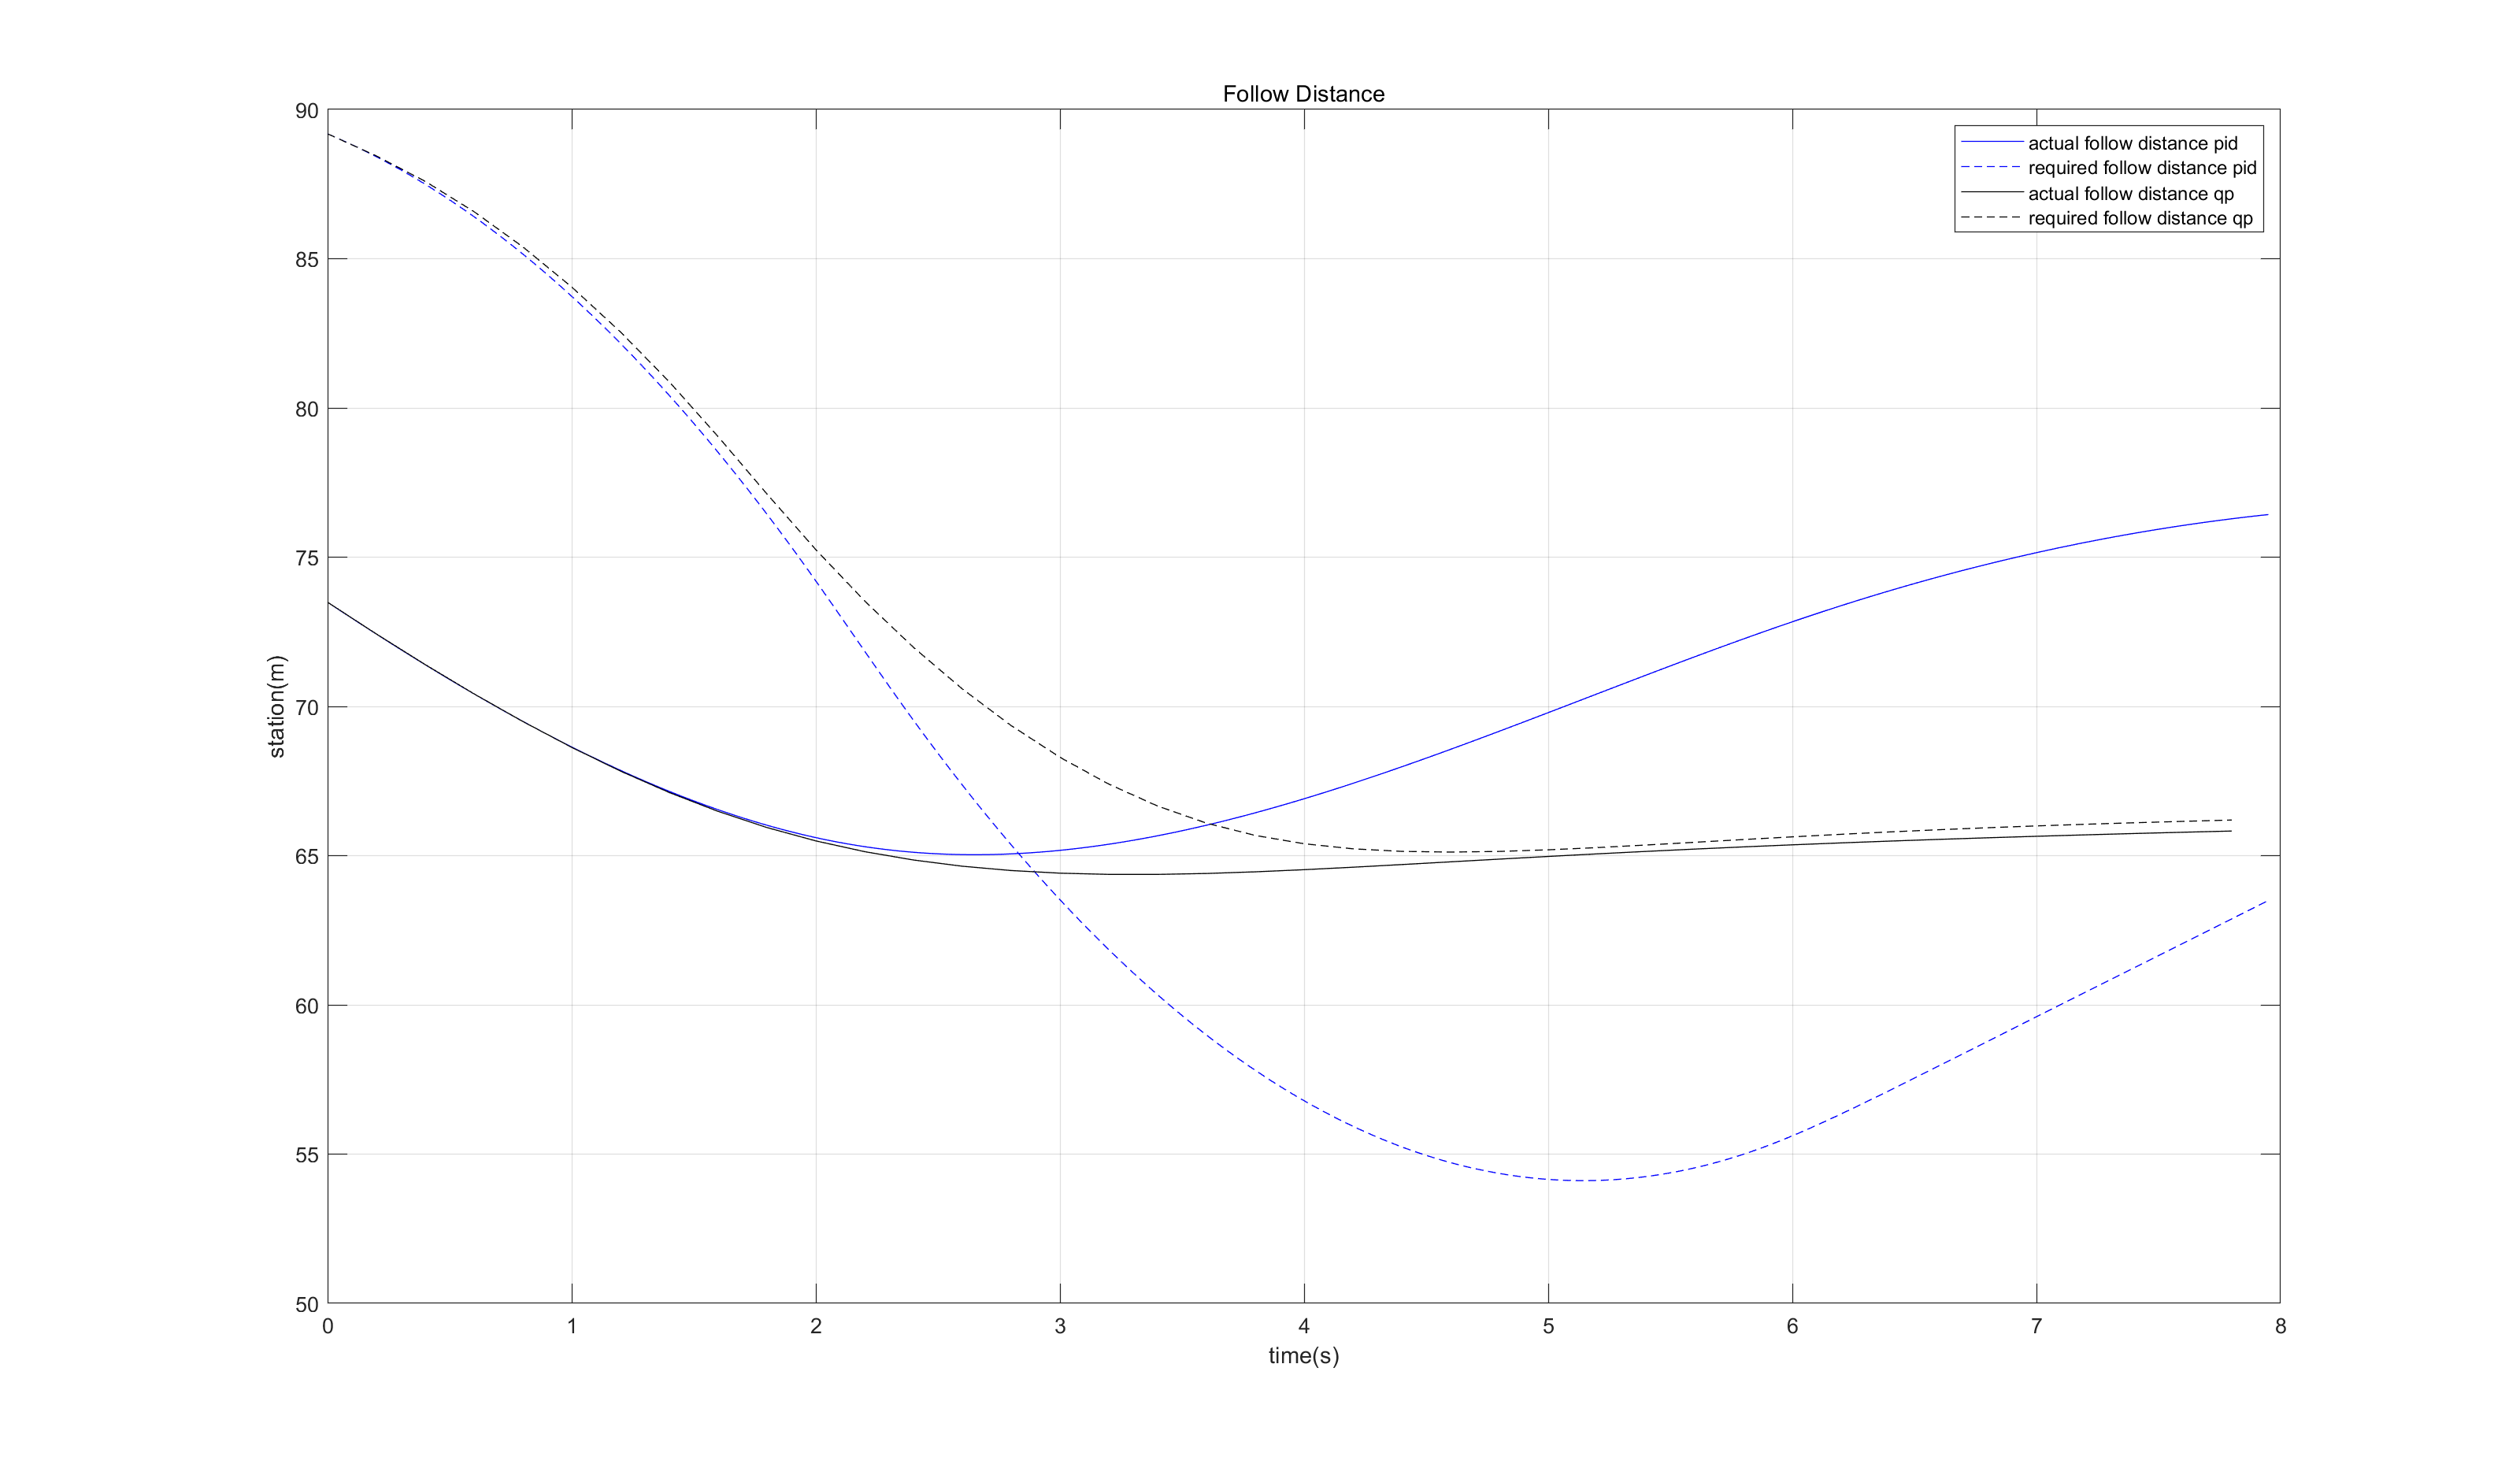 Follow Distance
90
85
80
75
70
65
60
55
50
station(m)
actual follow distance pid
required follow distance pid
actual follow distance qp
required follow distance qp
0 1 2 3 4 5 6 7 8
time(s)